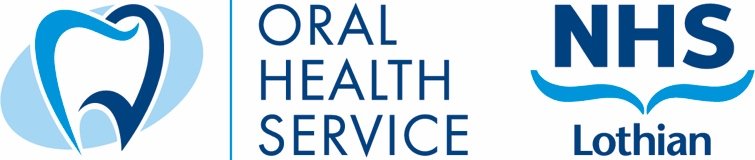 ORAL
HEALTH
SERVICE
NHS
Lothian